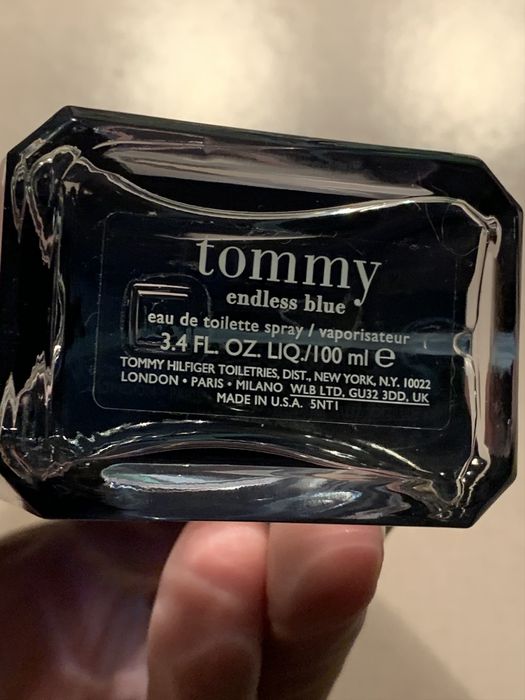 tommy
endless blue
eau de toilette spray / vaporisateur
3.4 FL. OZ. LIQ./100 ml ℮
TOMMY HILFIGER TOILETRIES, DIST., NEW YORK, N.Y. 10022
LONDON • PARIS • MILANO WLB LTD, GU32 3DD, UK
MADE IN U.S.A. 5NT1